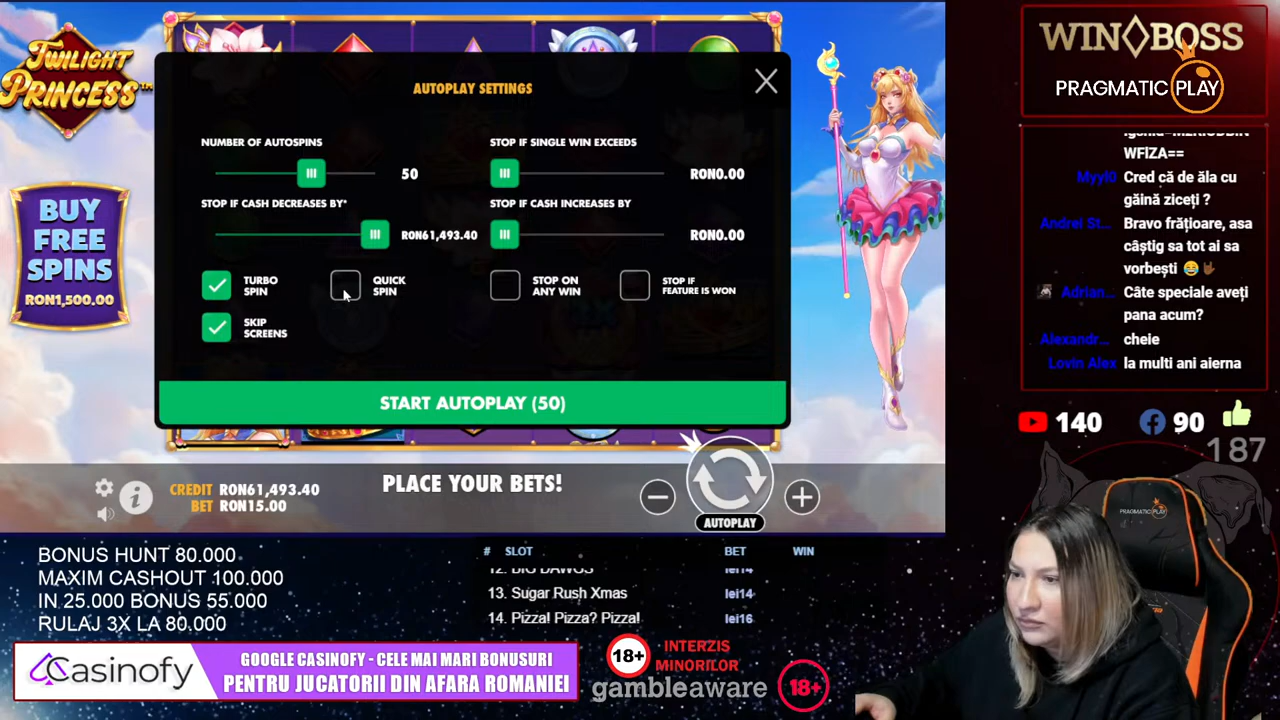 TWILIGHT
PRINCESS™
BUY
FREE
SPINS
RON1,500.00
AUTOPLAY SETTINGS
NUMBER OF AUTOSPINS
50
STOP IF SINGLE WIN EXCEEDS
RON0.00
STOP IF CASH DECREASES BY*
RON61,493.40
STOP IF CASH INCREASES BY
RON0.00
TURBO
SPIN
QUICK
SPIN
STOP ON
ANY WIN
STOP IF
FEATURE IS WON
SKIP
SCREENS
START AUTOPLAY (50)
CREDIT RON61,493.40
BET RON15.00
PLACE YOUR BETS!
AUTOPLAY
WIN BOSS
PRAGMATIC PLAY
WFIZA==
Myyl0 Cred că de ăla cu
găină ziceți ?
Andrei St... Bravo frățioare, asa
câștig sa tot ai sa
vorbești 😂🤘🏾
Adrian... Câte speciale aveți
pana acum?
Alexandr... cheie
Lovin Alex la multi ani aierna
140
90
187
BONUS HUNT 80.000
MAXIM CASHOUT 100.000
IN 25.000 BONUS 55.000
RULAJ 3X LA 80.000
# SLOT BET WIN
12. BIG DAWGS lei14
13. Sugar Rush Xmas lei14
14. Pizza! Pizza? Pizza! lei16
Casinofy
GOOGLE CASINOFY - CELE MAI MARI BONUSURI
PENTRU JUCATORII DIN AFARA ROMANIEI
18+
INTERZIS
MINORILOR
gambleaware
18+
PRAGMATIC PLAY